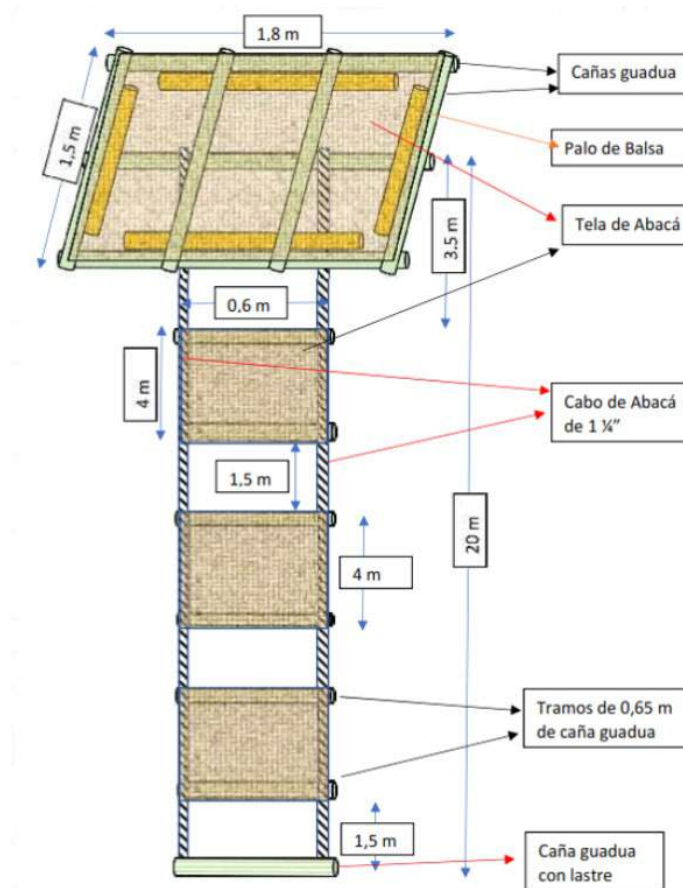 1,8 m
Cañas guadua
1,5 m
Palo de Balsa
Tela de Abacá
3.5 m
0,6 m
4 m
Cabo de Abacá
de 1 ¼”
1,5 m
20 m
4 m
Tramos de 0,65 m
de caña guadua
1,5 m
Caña guadua
con lastre